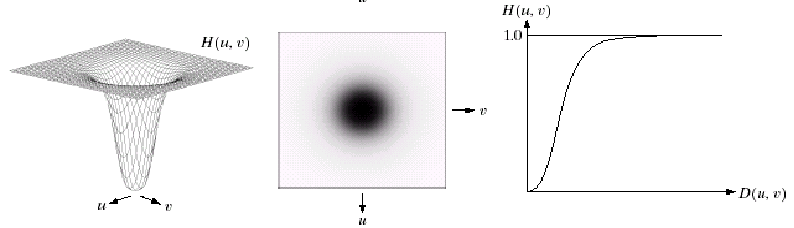 H(u, v)
u
v
v
u
H(u, v)
1.0
D(u, v)